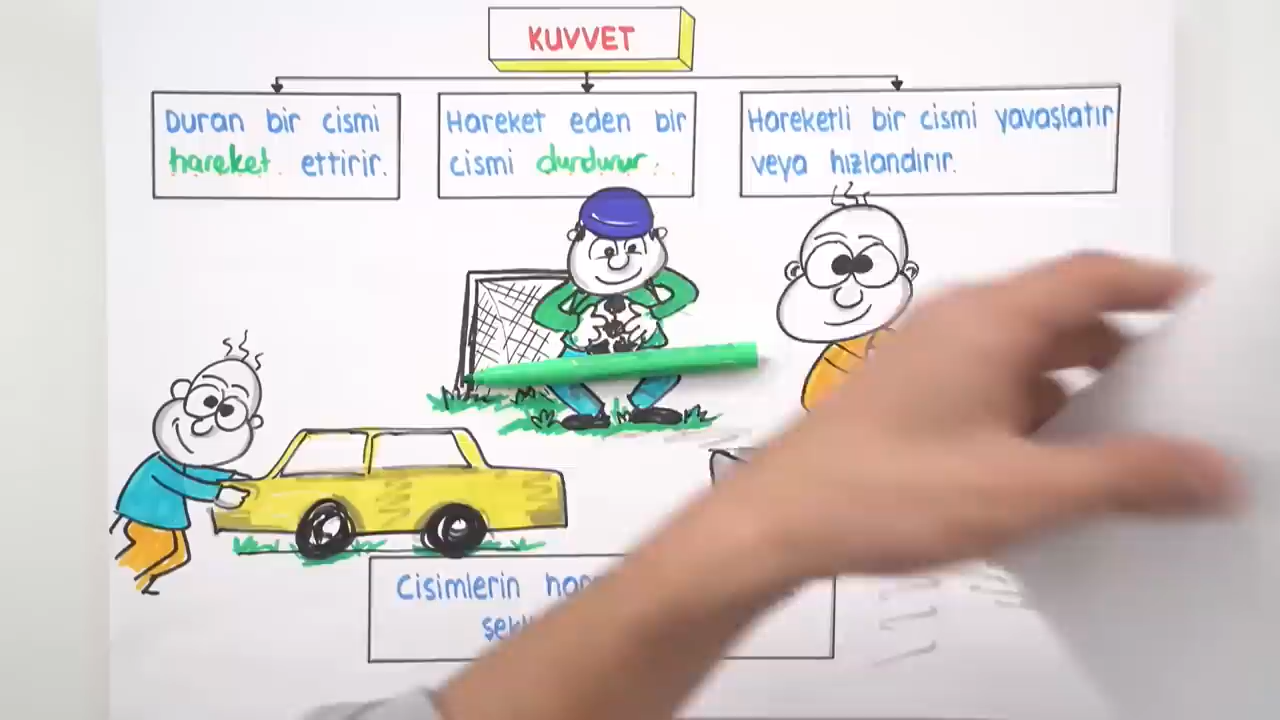 KUVVET
Duran bir cismi
hareket ettirir.
Hareket eden bir
cismi durdurur.
Hareketli bir cismi yavaşlatır
veya hızlandırır.
Cisimlerin